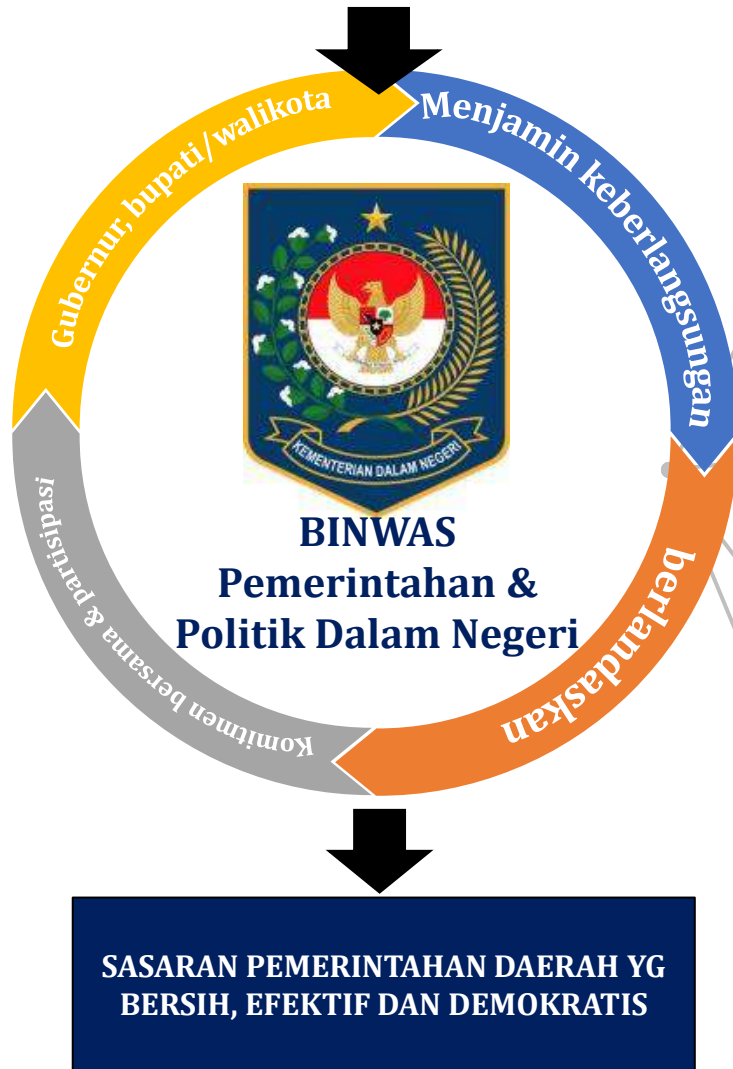 Gubernur, bupati/walikota
Menjamin keberlangsungan
berlandaskan
Komitmen bersama & partisipasi
KEMENTERIAN DALAM NEGERI
BINWAS
Pemerintahan &
Politik Dalam Negeri
SASARAN PEMERINTAHAN DAERAH YG
BERSIH, EFEKTIF DAN DEMOKRATIS